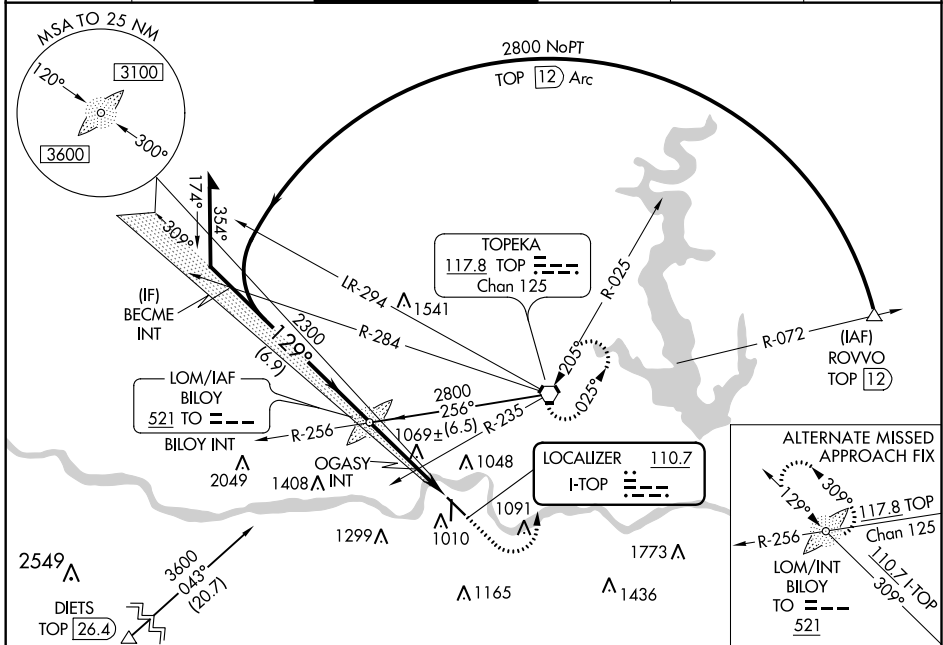 MSA TO 25 NM
120°
3100
3600
300°
2800 NoPT
TOP 12 Arc
174°
354°
309°
(IF)
BECME
INT
LR-294
1541
R-284
TOPEKA
117.8 TOP
Chan 125
R-025
R-072
(IAF)
ROVVO
TOP 12
2300
129°
(6.9)
205°
025°
LOM/IAF
BILOY
521 TO
BILOY INT
2800
256°
(6.5)
R-256
R-235
1069±
OGASY
INT
2049
1408
1048
LOCALIZER 110.7
I-TOP
1091
1010
1299
1773
1165
1436
2549
3600
043°
(20.7)
DIETS
TOP 26.4
ALTERNATE MISSED
APPROACH FIX
129°
309°
117.8 TOP
Chan 125
R-256
110.7 I-TOP
309°
LOM/INT
BILOY
TO
521